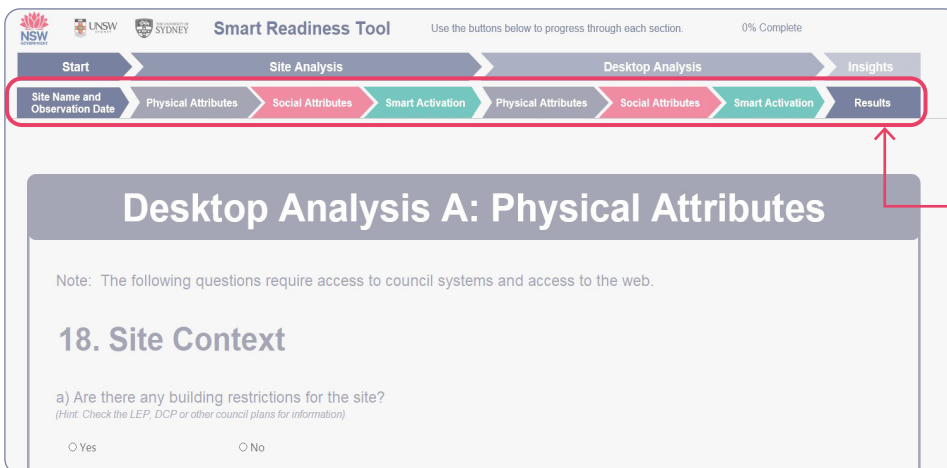 NSW
GOVERNMENT
UNSW
SYDNEY
THE UNIVERSITY OF
SYDNEY
Smart Readiness Tool
Use the buttons below to progress through each section.
0% Complete
Start
Site Analysis
Desktop Analysis
Insights
Site Name and
Observation Date
Physical Attributes
Social Attributes
Smart Activation
Physical Attributes
Social Attributes
Smart Activation
Results
Desktop Analysis A: Physical Attributes
Note: The following questions require access to council systems and access to the web.
18. Site Context
a) Are there any building restrictions for the site?
(Hint: Check the LEP, DCP or other council plans for information)
Yes
No